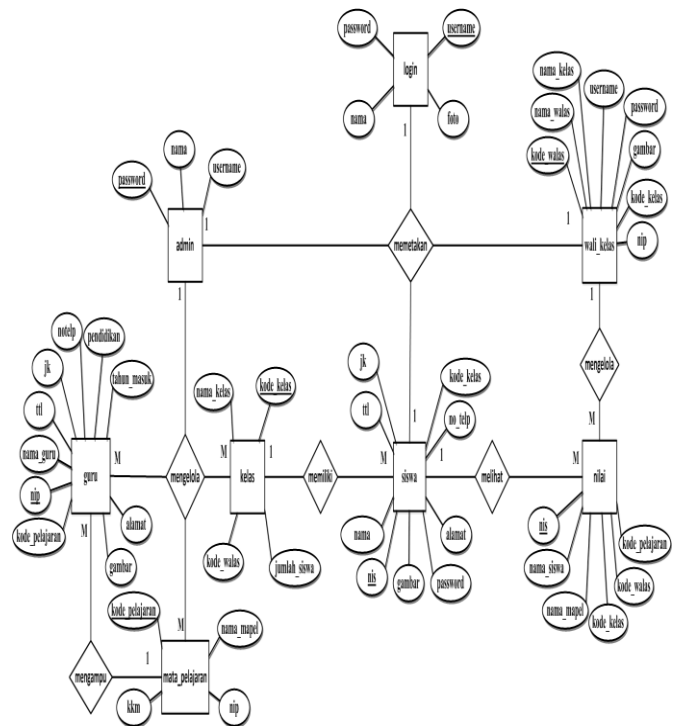 password
username
login
nama
foto
1
nama_kelas
username
nama_walas
password
kode_walas
gambar
kode_kelas
nip
1
wali_kelas
1
nama
password
username
1
admin
1
memetakan
mengelola
M
notelp
pendidikan
jk
tahun_masuk
ttl
nama_guru
nip
kode_pelajaran
guru
M
M
alamat
gambar
mengelola
M
nama_kelas
kode_kelas
M
1
kelas
kode_walas
jumlah_siswa
memiliki
M
jk
ttl
kode_kelas
no_telp
1
1
siswa
nama
nis
gambar
password
alamat
melihat
M
nilai
nis
nama_siswa
nama_mapel
kode_kelas
kode_walas
kode_pelajaran
mengampu
1
kode_pelajaran
nama_mapel
mata_pelajaran
kkm
nip